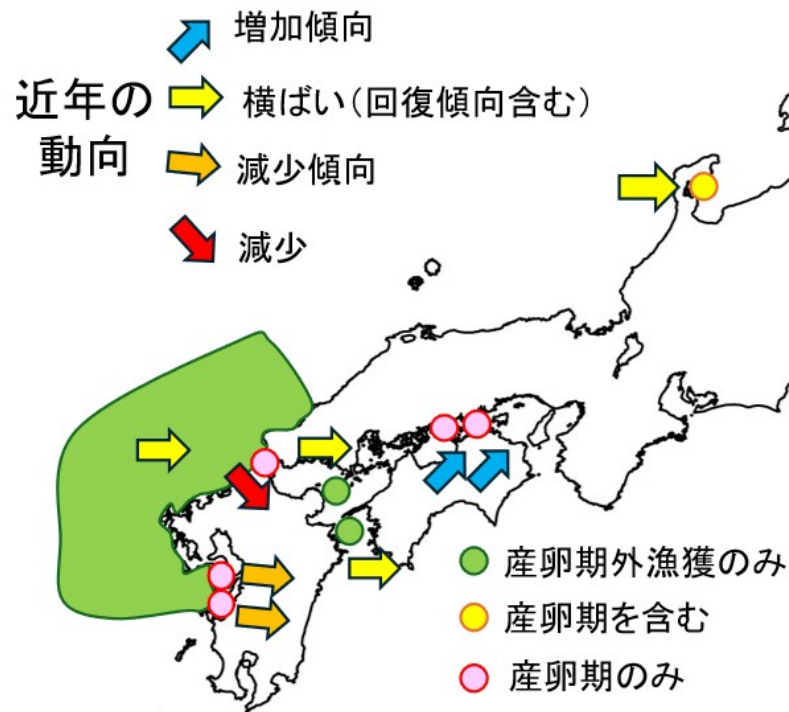 近年の
動向
増加傾向
横ばい(回復傾向含む)
減少傾向
減少
産卵期外漁獲のみ
産卵期を含む
産卵期のみ